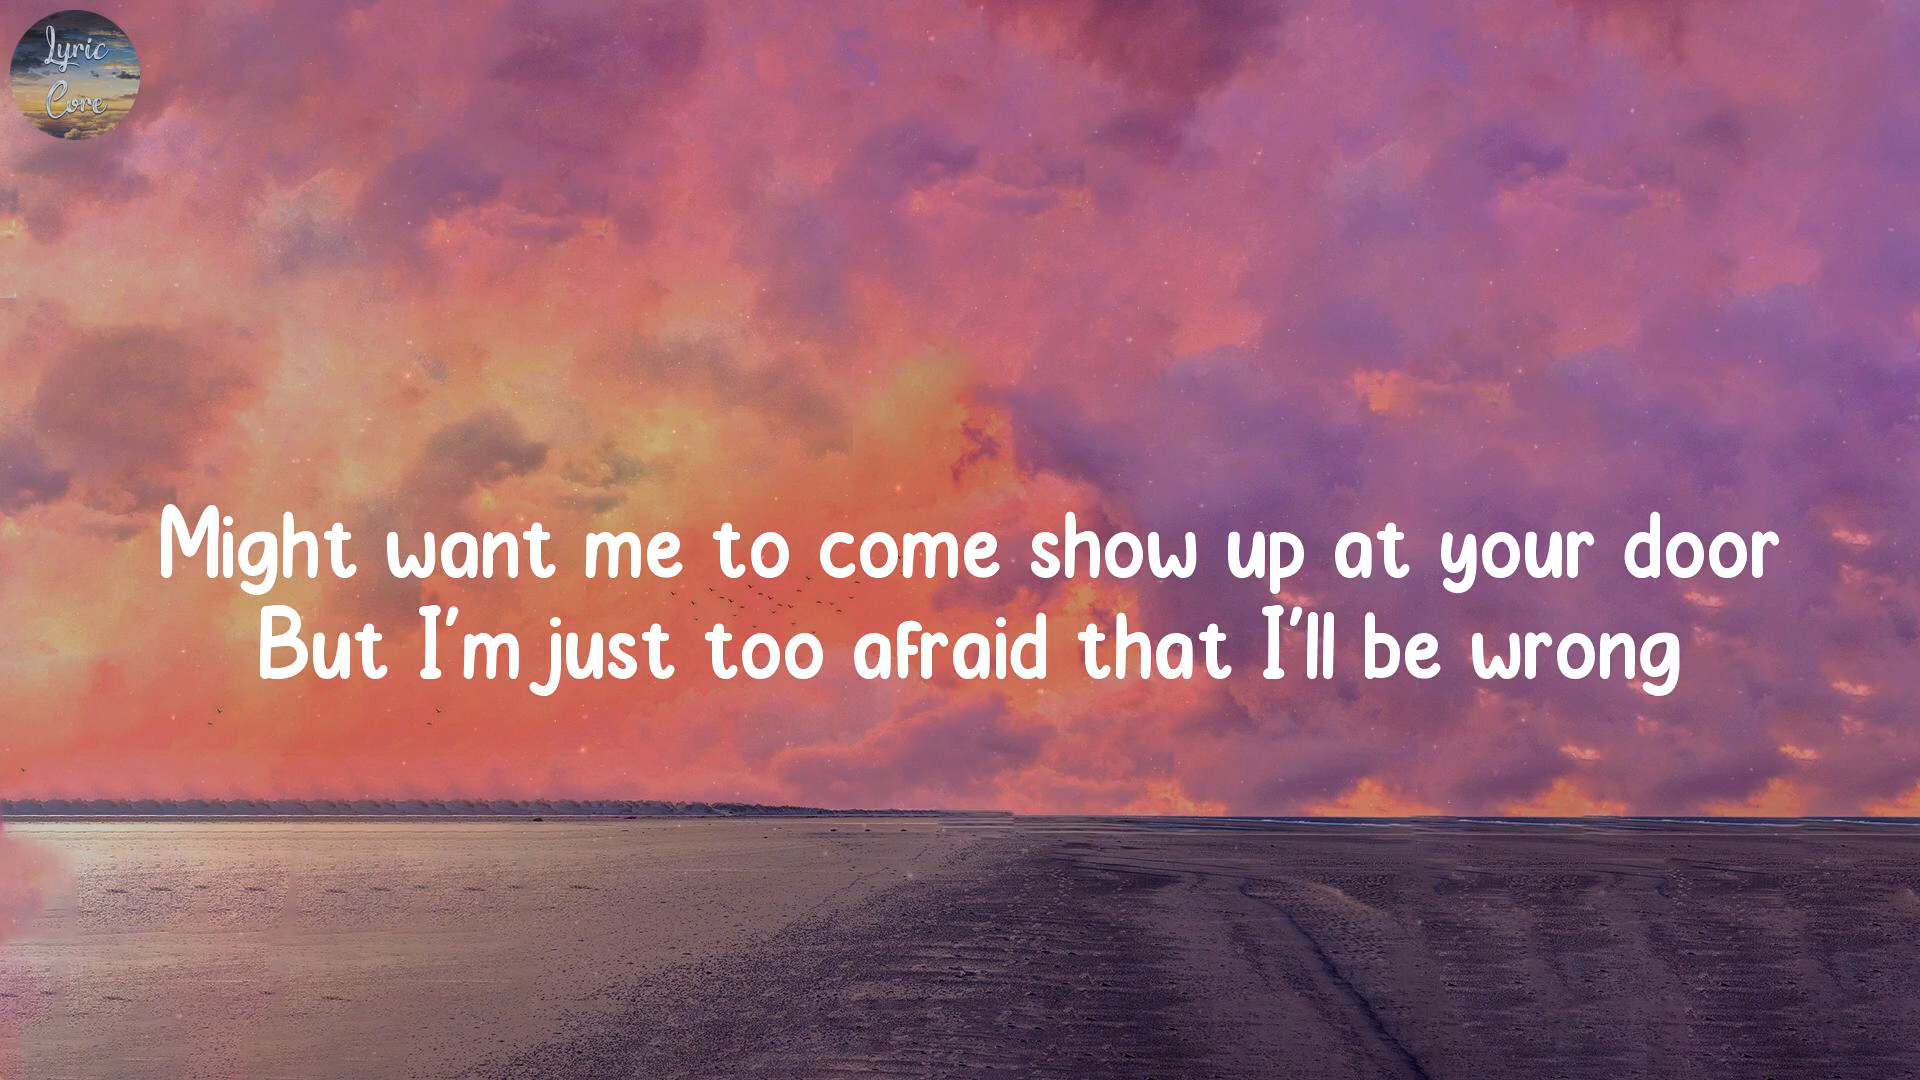 Lyric
Core
Might want me to come show up at your door
But I'm just too afraid that I'll be wrong